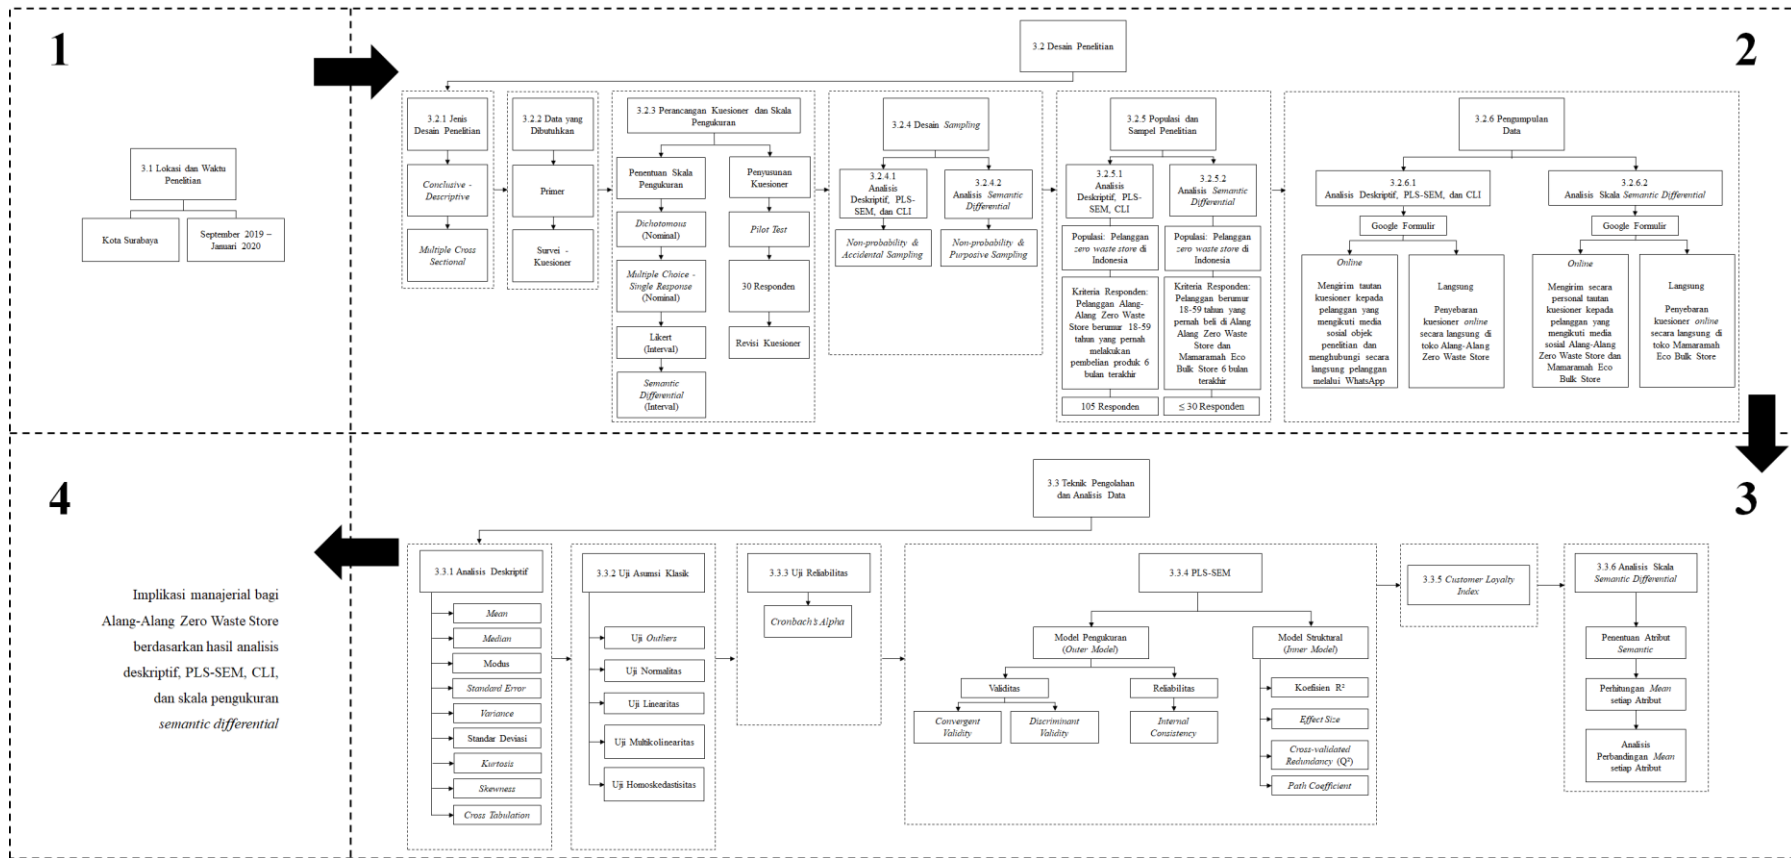 1
3.1 Lokasi dan Waktu
Penelitian
Kota Surabaya
September 2019 –
Januari 2020
2
3.2 Desain Penelitian
3.2.1 Jenis
Desain Penelitian
Conclusive -
Descriptive
Multiple Cross
Sectional
3.2.2 Data yang
Dibutuhkan
Primer
Survei -
Kuesioner
3.2.3 Perancangan Kuesioner dan Skala
Pengukuran
Penentuan Skala
Pengukuran
Dichotomous
(Nominal)
Multiple Choice -
Single Response
(Nominal)
Likert
(Interval)
Semantic
Differential
(Interval)
Penyusunan
Kuesioner
Pilot Test
30 Responden
Revisi Kuesioner
3.2.4 Desain Sampling
3.2.4.1
Analisis
Deskriptif, PLS-
SEM, dan CLI
Non-probability &
Accidental Sampling
3.2.4.2
Analisis Semantic
Differential
Non-probability &
Purposive Sampling
3.2.5 Populasi dan
Sampel Penelitian
3.2.5.1
Analisis
Deskriptif, PLS-
SEM, CLI
Populasi: Pelanggan
zero waste store di
Indonesia
Kriteria Responden:
Pelanggan Alang-
Alang Zero Waste
Store berumur 18-59
tahun yang pernah
melakukan
pembelian produk 6
bulan terakhir
105 Responden
3.2.5.2
Analisis Semantic
Differential
Populasi: Pelanggan
zero waste store di
Indonesia
Kriteria Responden:
Pelanggan berumur
18-59 tahun yang
pernah beli di Alang
Alang Zero Waste
Store dan
Mamaramah Eco
Bulk Store 6 bulan
terakhir
≤ 30 Responden
3.2.6 Pengumpulan
Data
3.2.6.1
Analisis Deskriptif, PLS-SEM, dan CLI
Google Formulir
Online
Mengirim tautan
kuesioner kepada
pelanggan yang
mengikuti media
sosial objek
penelitian dan
menghubungi secara
langsung pelanggan
melalui WhatsApp
Langsung
Penyebaran
kuesioner online
secara langsung di
toko Alang-Alang
Zero Waste Store
3.2.6.2
Analisis Skala Semantic Differential
Google Formulir
Online
Mengirim secara
personal tautan
kuesioner kepada
pelanggan yang
mengikuti media
sosial Alang-Alang
Zero Waste Store dan
Mamaramah Eco
Bulk Store
Langsung
Penyebaran
kuesioner online
secara langsung di
toko Mamaramah
Eco Bulk Store
3
3.3 Teknik Pengolahan
dan Analisis Data
3.3.1 Analisis Deskriptif
Mean
Median
Modus
Standard Error
Variance
Standar Deviasi
Kurtosis
Skewness
Cross Tabulation
3.3.2 Uji Asumsi Klasik
Uji Outliers
Uji Normalitas
Uji Linearitas
Uji Multikolinearitas
Uji Homoskedastisitas
3.3.3 Uji Reliabilitas
Cronbach's Alpha
3.3.4 PLS-SEM
Model Pengukuran
(Outer Model)
Validitas
Convergent
Validity
Discriminant
Validity
Reliabilitas
Internal
Consistency
Model Struktural
(Inner Model)
Koefisien R²
Effect Size
Cross-validated
Redundancy (Q²)
Path Coefficient
3.3.5 Customer Loyalty
Index
3.3.6 Analisis Skala
Semantic Differential
Penentuan Atribut
Semantic
Perhitungan Mean
setiap Atribut
Analisis
Perbandingan Mean
setiap Atribut
4
Implikasi manajerial bagi
Alang-Alang Zero Waste Store
berdasarkan hasil analisis
deskriptif, PLS-SEM, CLI,
dan skala pengukuran
semantic differential